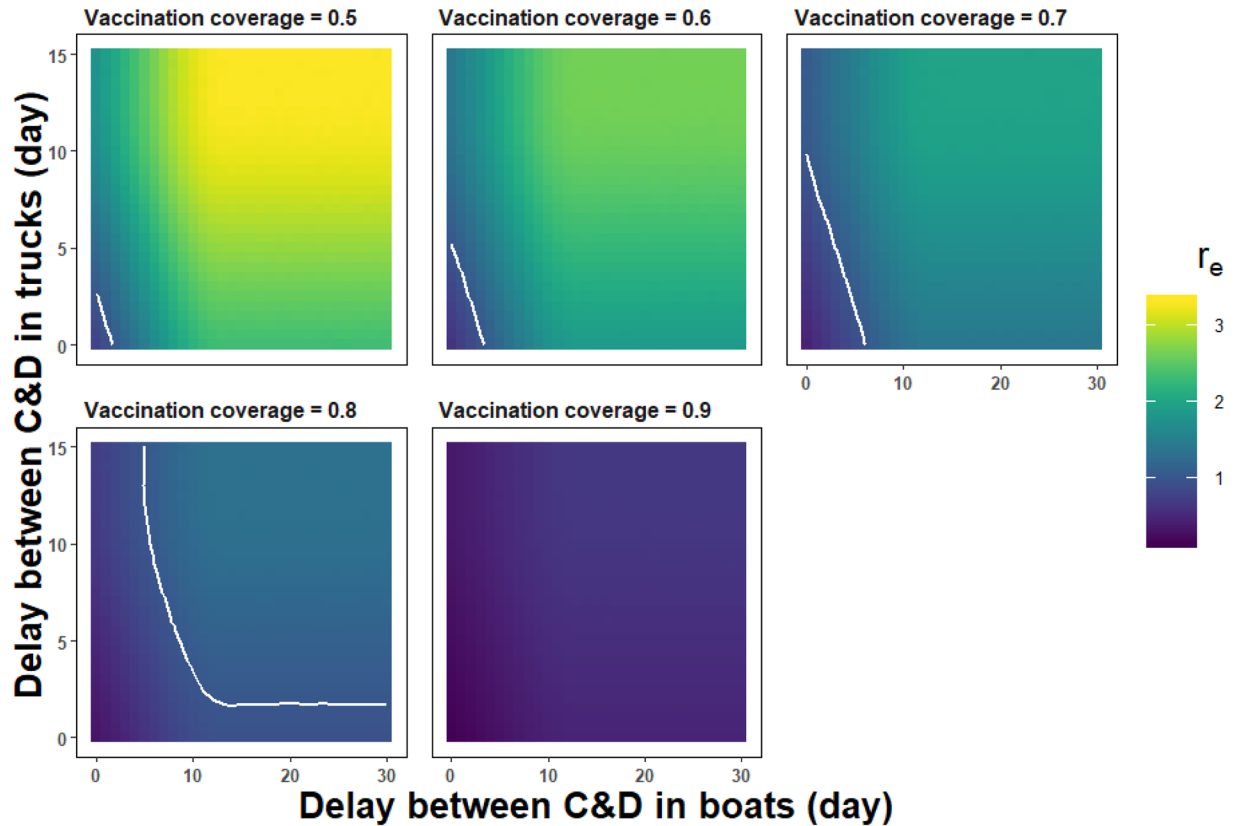 Vaccination coverage = 0.5
Vaccination coverage = 0.6
Vaccination coverage = 0.7
15
10
5
0
0 10 20 30
Vaccination coverage = 0.8
Vaccination coverage = 0.9
15
10
5
0
0 10 20 30
0 10 20 30
Delay between C&D in trucks (day)
Delay between C&D in boats (day)
re
3
2
1